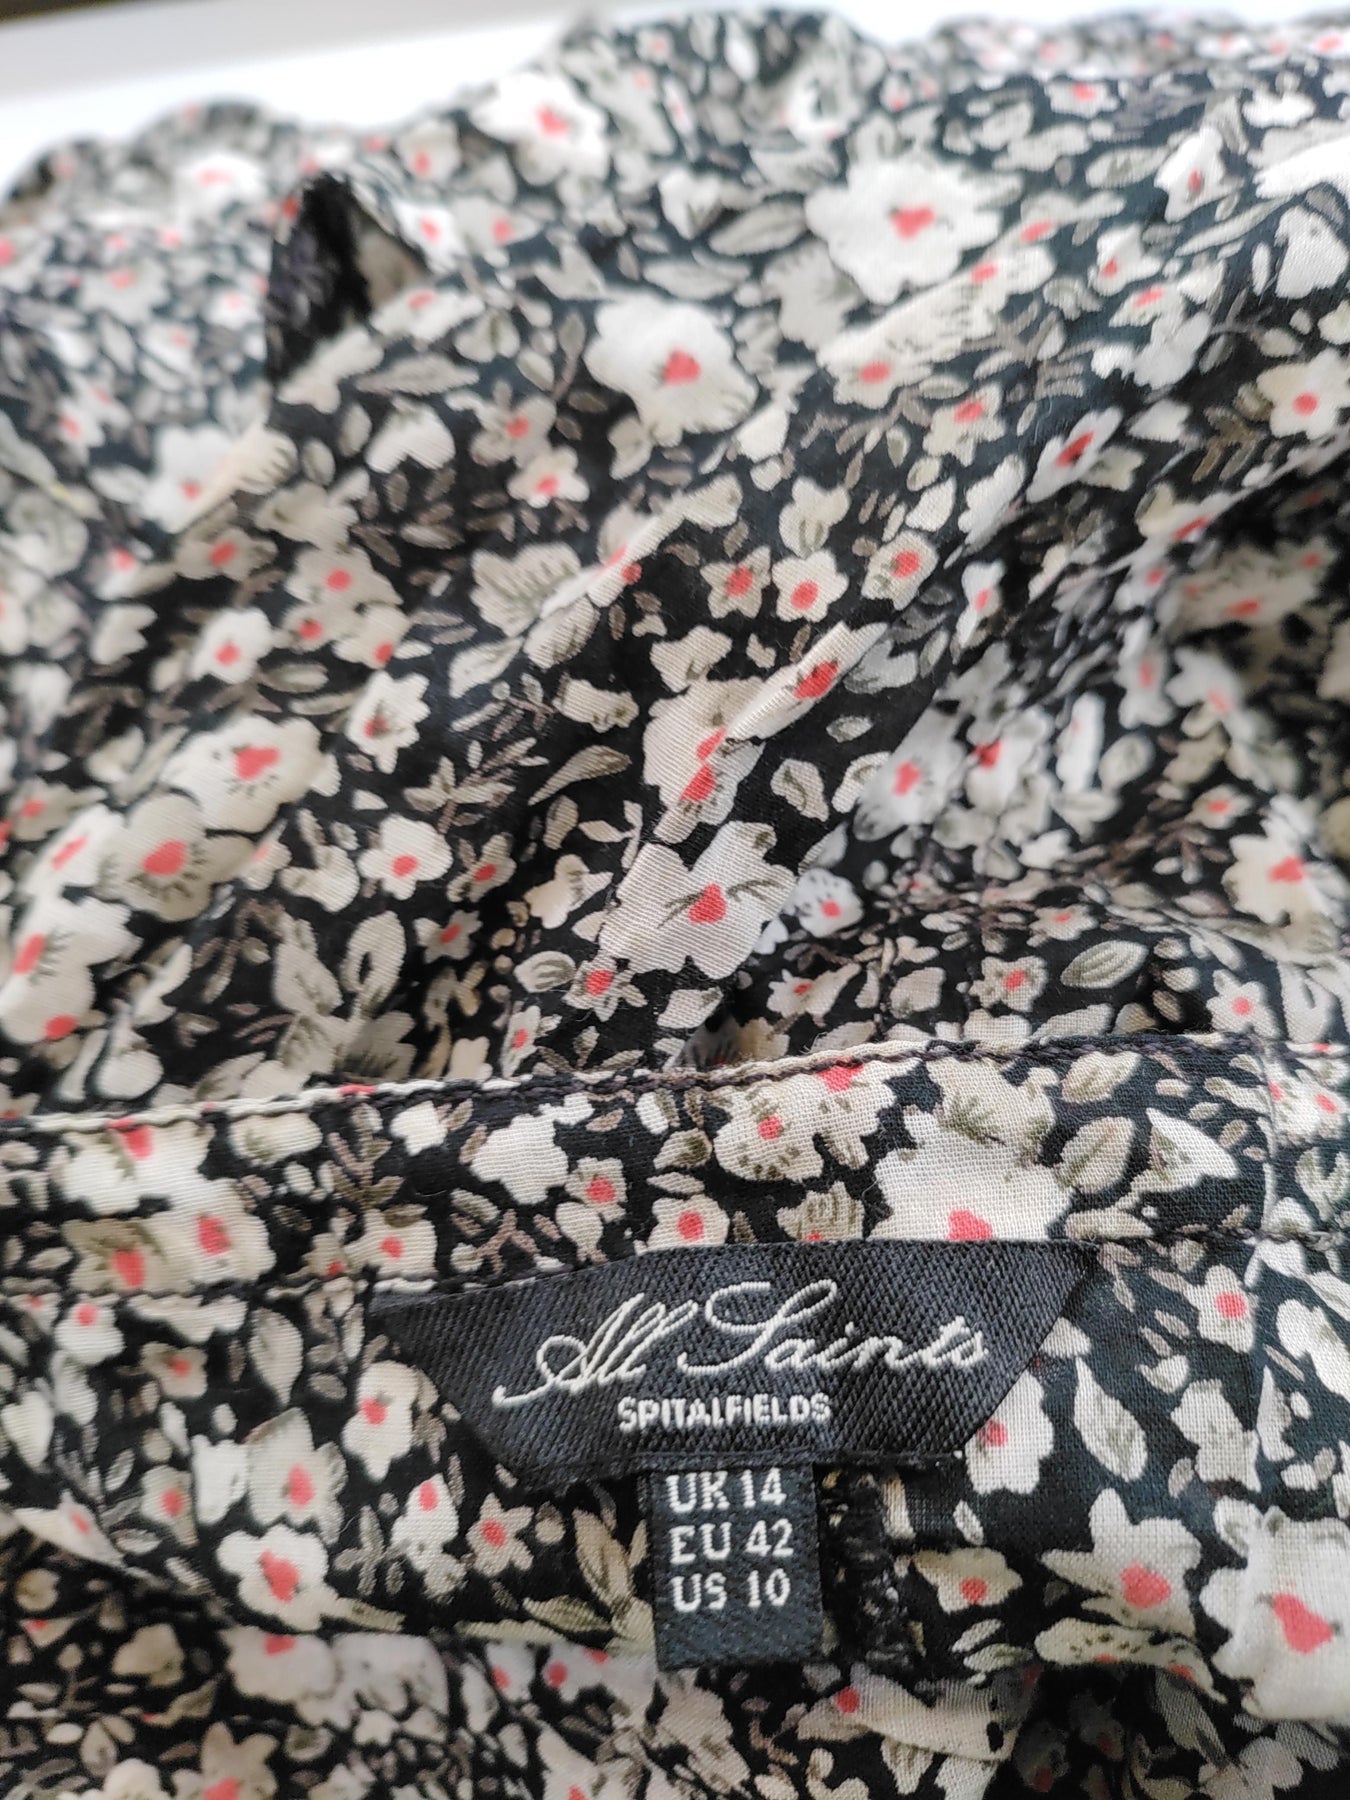 All Saints
SPITALFIELDS
UK 14
EU 42
US 10